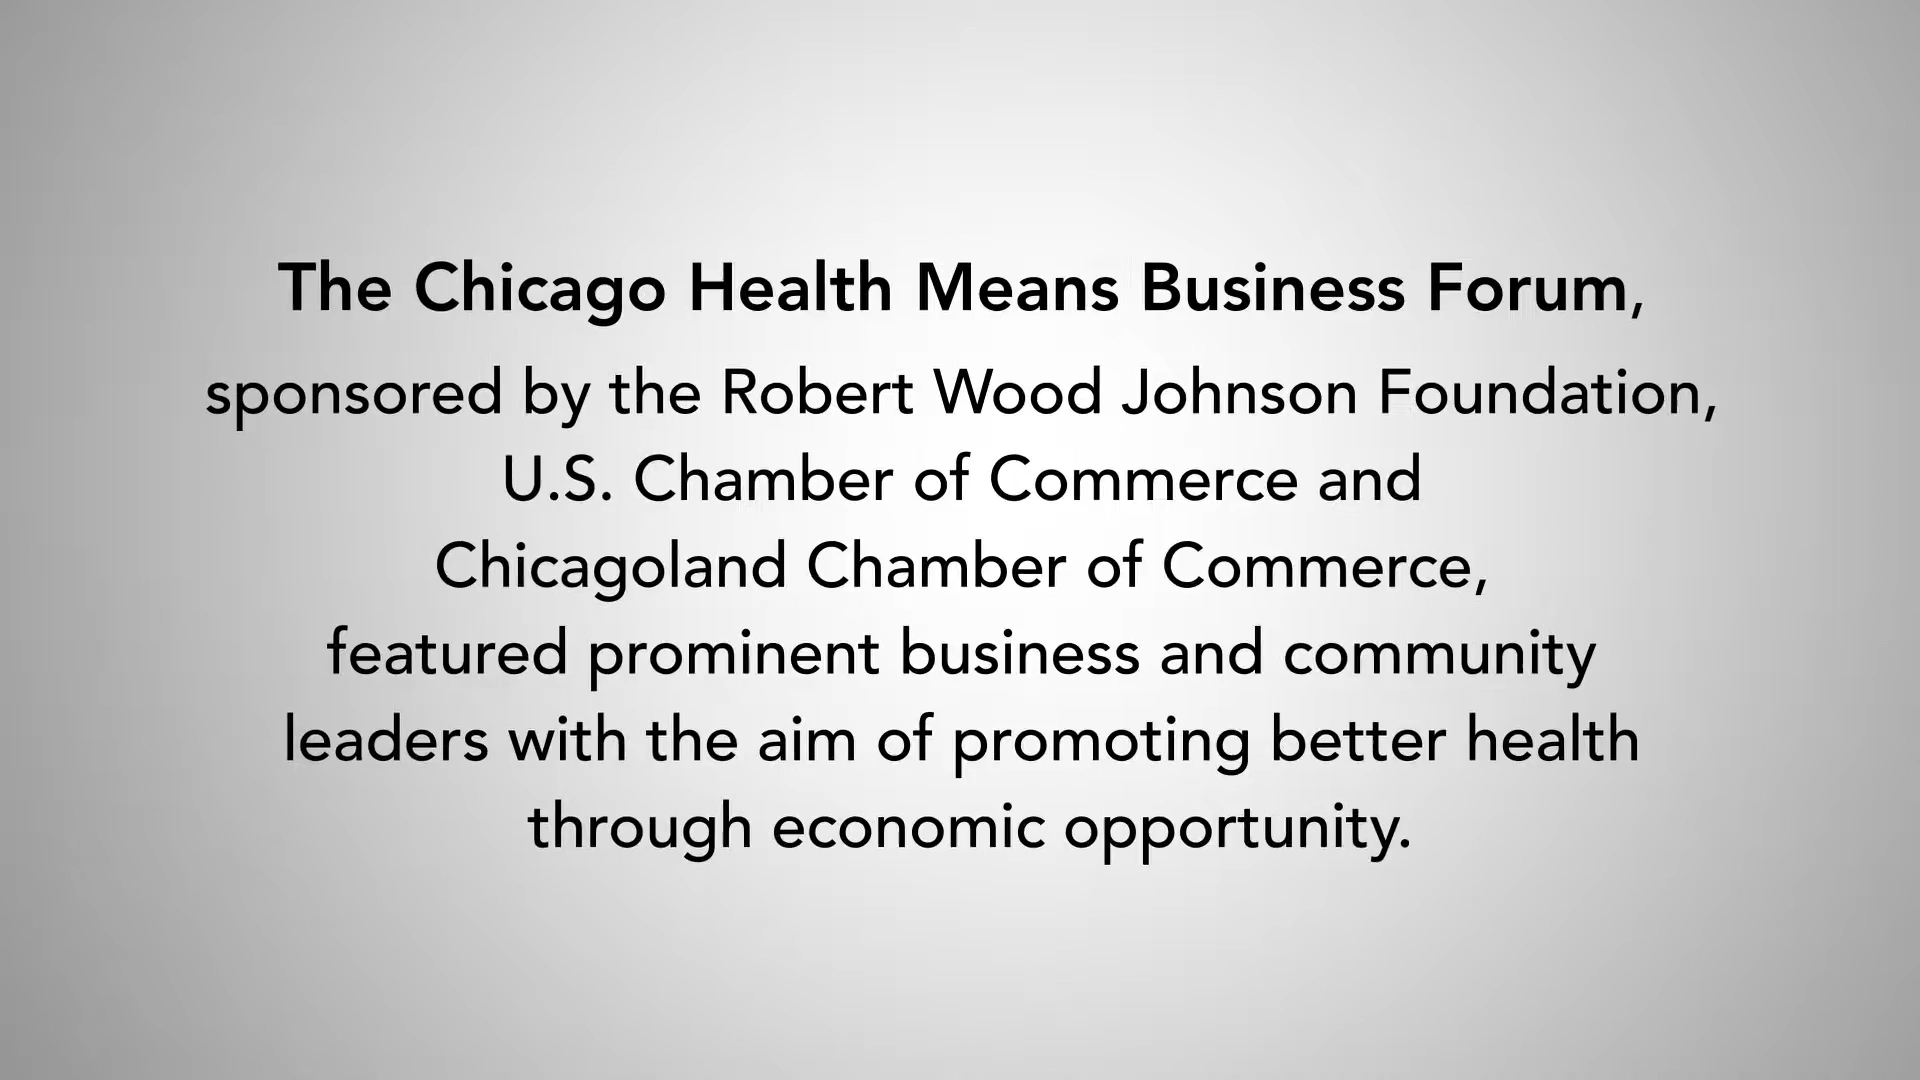 The Chicago Health Means Business Forum,
sponsored by the Robert Wood Johnson Foundation,
U.S. Chamber of Commerce and
Chicagoland Chamber of Commerce,
featured prominent business and community
leaders with the aim of promoting better health
through economic opportunity.